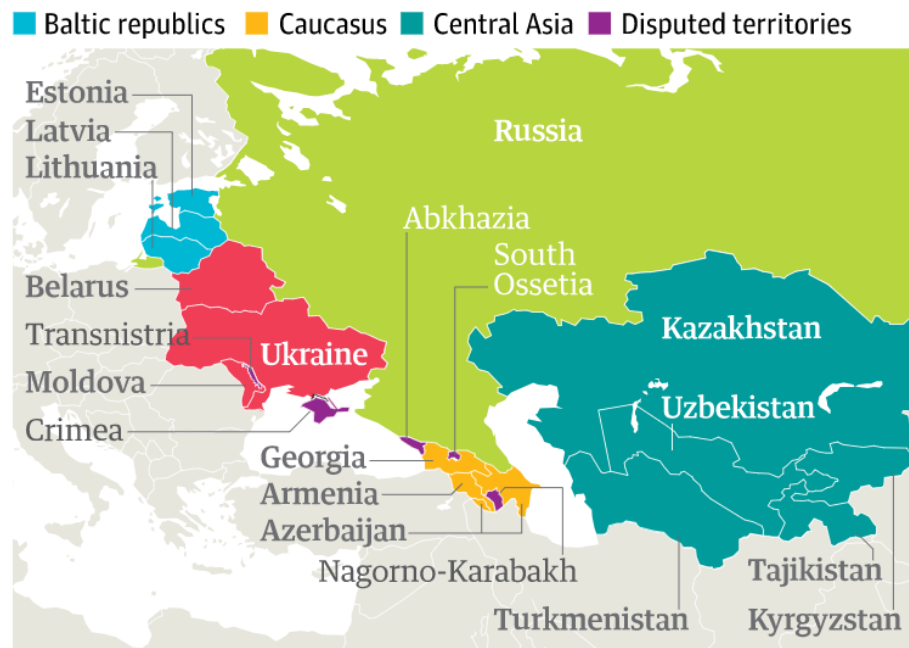 Baltic republics
Caucasus
Central Asia
Disputed territories
Estonia
Latvia
Lithuania
Russia
Abkhazia
South
Ossetia
Belarus
Transnistria
Ukraine
Kazakhstan
Moldova
Uzbekistan
Crimea
Georgia
Armenia
Azerbaijan
Nagorno-Karabakh
Tajikistan
Turkmenistan
Kyrgyzstan